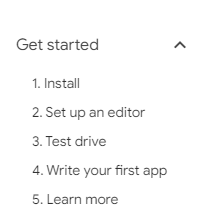 Get started
1. Install
2. Set up an editor
3. Test drive
4. Write your first app
5. Learn more